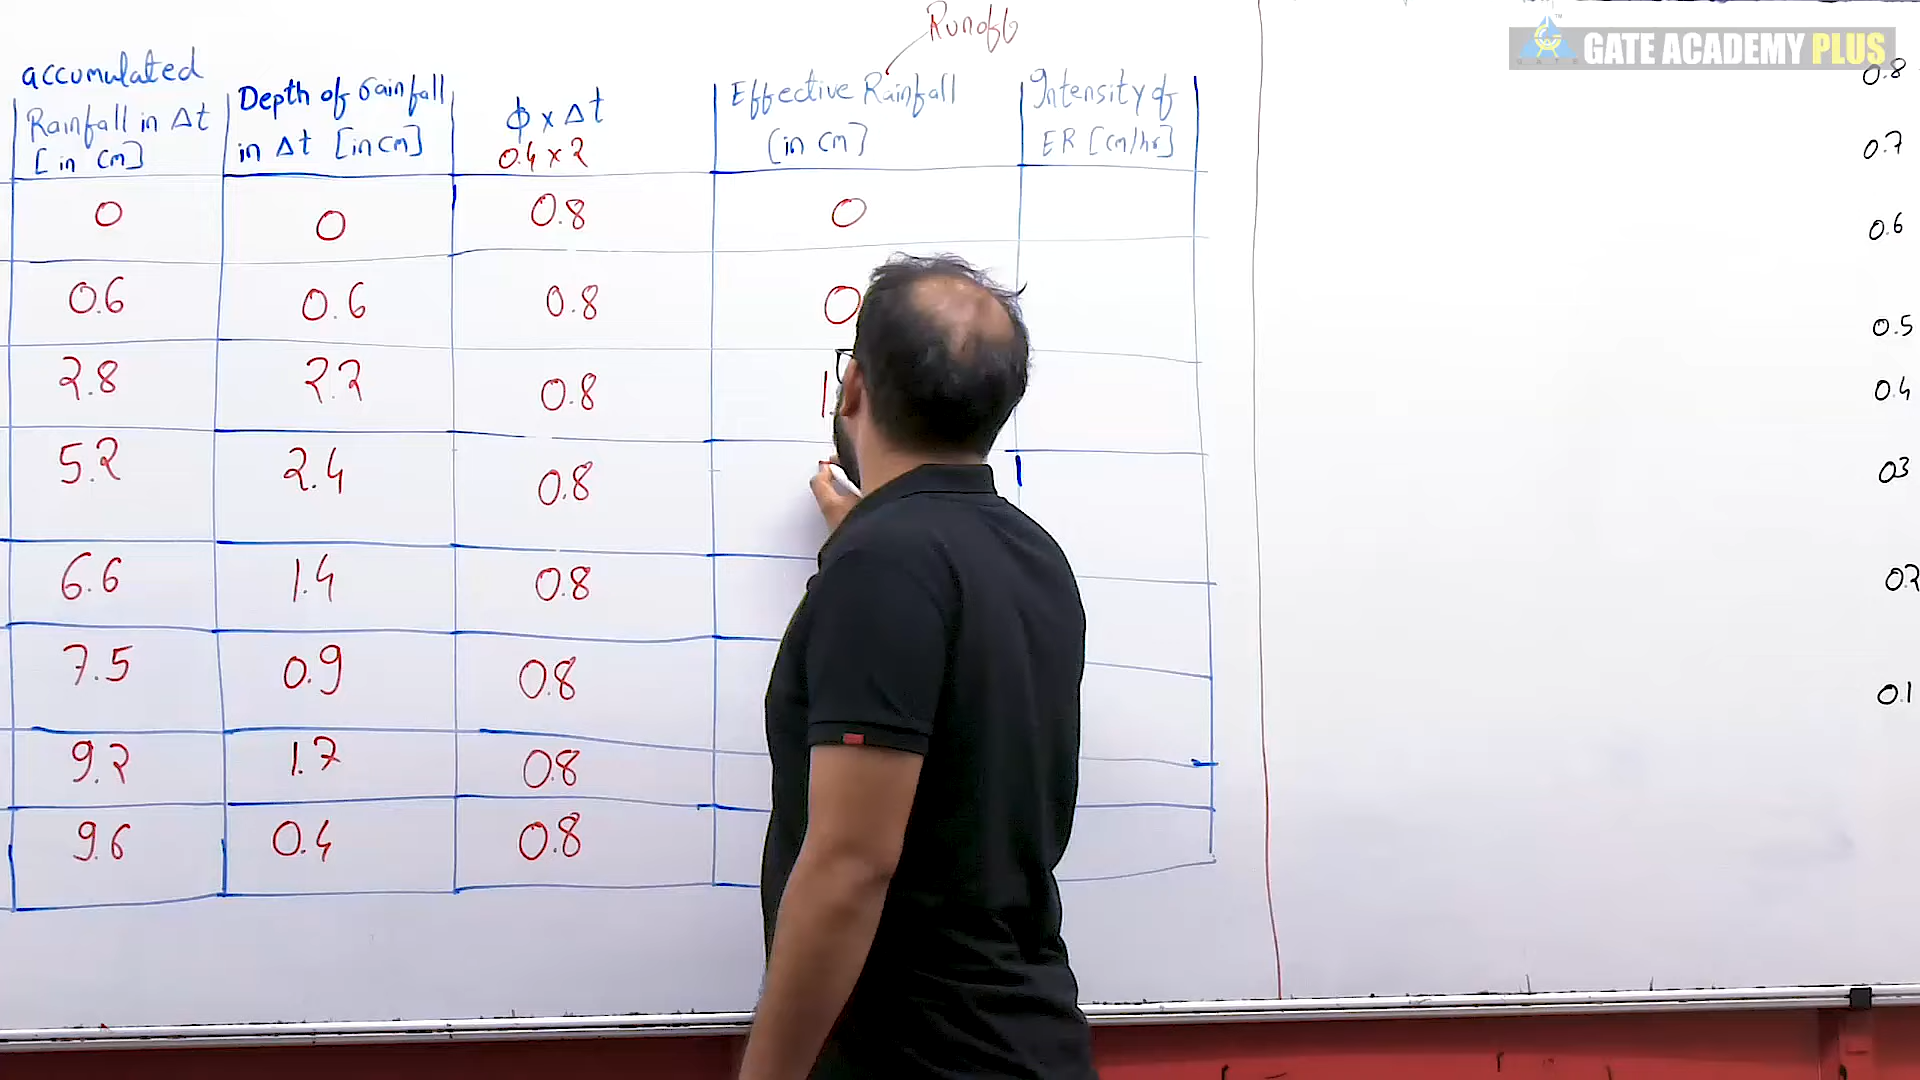 Runoff
GATE ACADEMY PLUS
accumulated
Rainfall in Δt
[in cm]
Depth of rainfall
in Δt [in cm]
ϕ x Δt
0.4 x 2
Effective Rainfall
(in cm]
Intensity of
ER [cm/hr]
0 0 0.8 0
0.6 0.6 0.8 0
2.8 2.2 0.8 1.
5.2 2.4 0.8
6.6 1.4 0.8
7.5 0.9 0.8
9.2 1.7 0.8
9.6 0.4 0.8
0.8
0.7
0.6
0.5
0.4
0.3
0.2
0.1